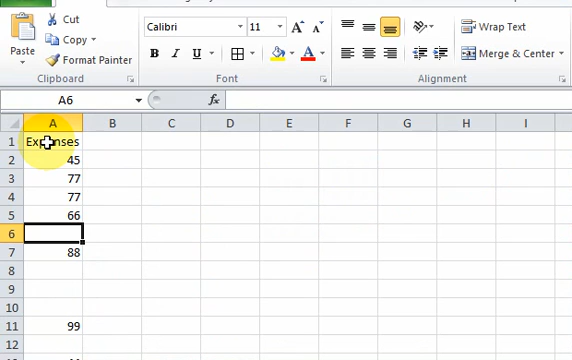 Cut
Calibri 11 A A
Wrap Text
Paste
Copy
B I U
A
Merge & Center
Format Painter
Clipboard
Font
Alignment
A6
fx
A B C D E F G H I
1 Expenses
2 45
3 77
4 77
5 66
6
7 88
8
9
10
11 99
12